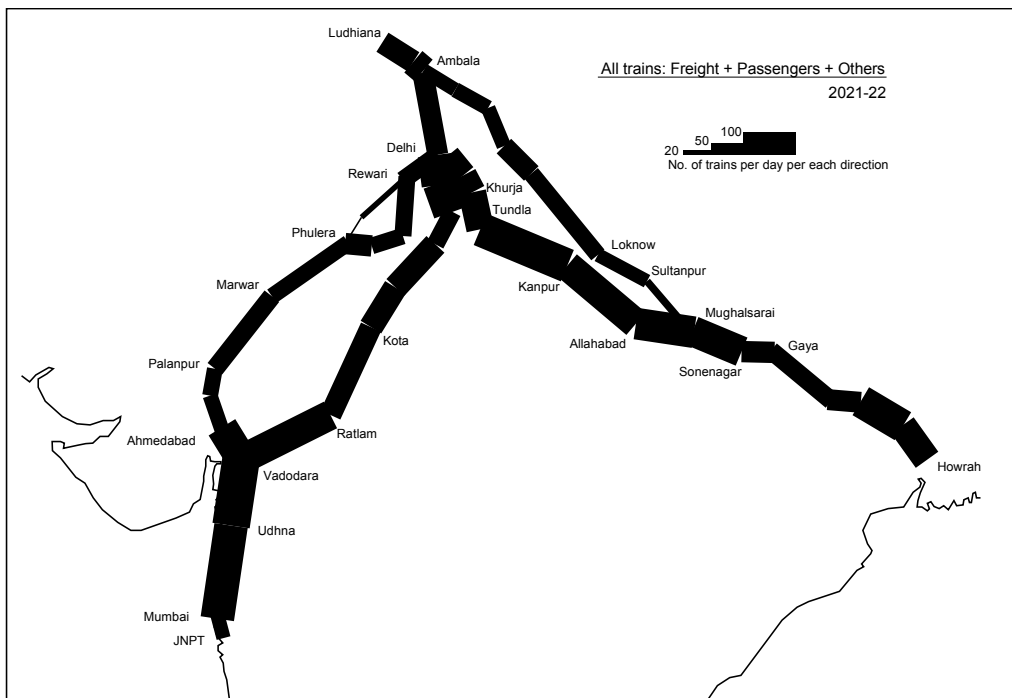 Ludhiana
Ambala
All trains: Freight + Passengers + Others
2021-22
100
50
20
No. of trains per day per each direction
Delhi
Rewari
Khurja
Tundla
Phulera
Loknow
Sultanpur
Marwar
Kanpur
Mughalsarai
Kota
Allahabad
Gaya
Palanpur
Sonenagar
Ratlam
Ahmedabad
Howrah
Vadodara
Udhna
Mumbai
JNPT